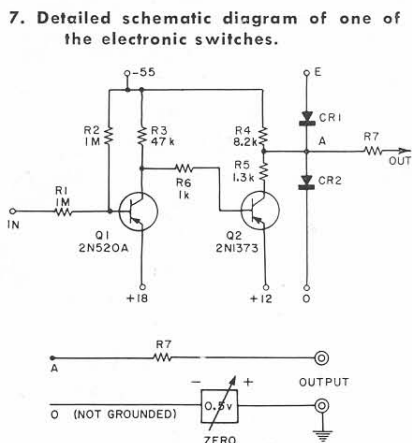 7. Detailed schematic diagram of one of
the electronic switches.
-55
E
R2
1M
R3
47k
R4
8.2k
CR1
A
R7
OUT
R5
1.3k
R6
1k
CR2
R1
1M
IN
Q1
2N520A
Q2
2N1373
+18
+12
0
R7
A
OUTPUT
- +
0 (NOT GROUNDED)
0.5v
ZERO